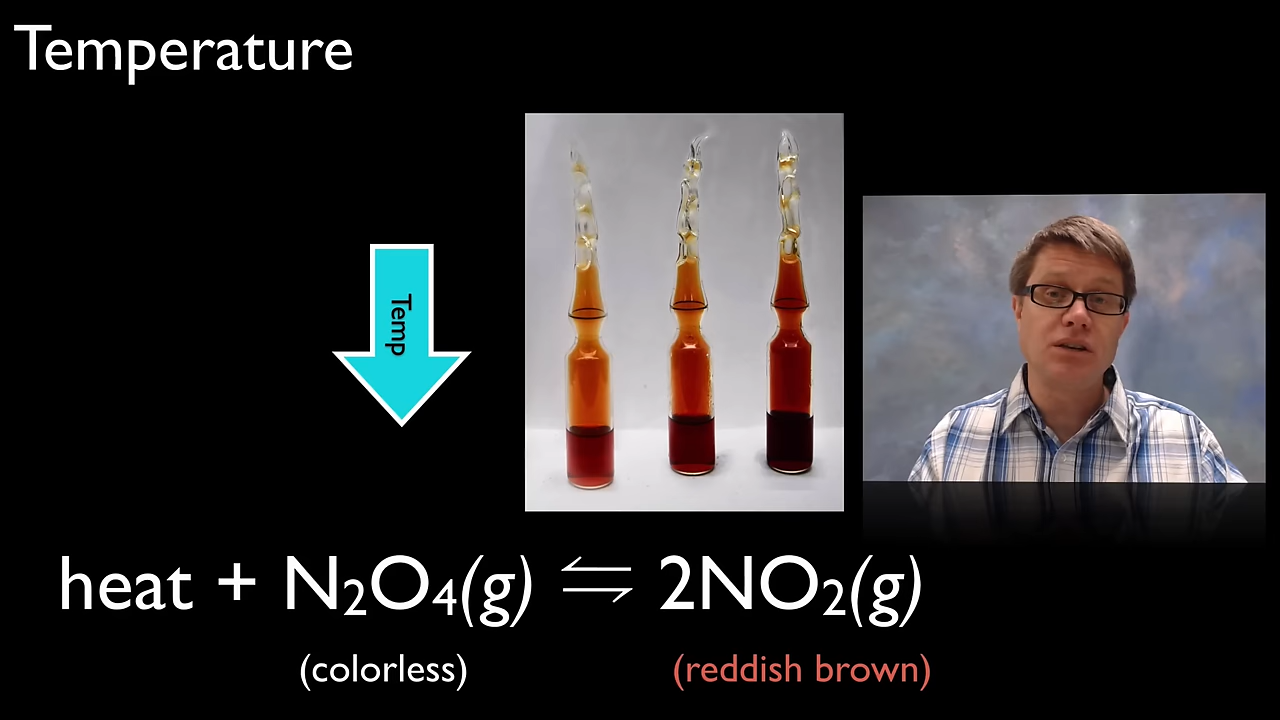 Temperature
Temp
heat + N₂O₄(g) ⇌ 2NO₂(g)
(colorless) (reddish brown)